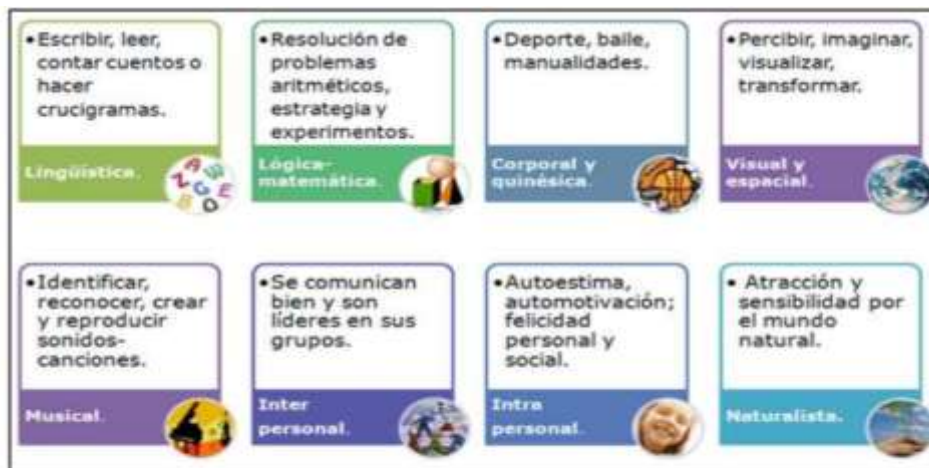 •Escribir, leer,
contar cuentos o
hacer
crucigramas.
Lingüística.
•Resolución de
problemas
aritméticos,
estrategia y
experimentos.
Lógica-
matemática.
•Deporte, baile,
manualidades.
Corporal y
quinésica.
•Percibir, imaginar,
visualizar,
transformar.
Visual y
espacial.
•Identificar,
reconocer, crear
y reproducir
sonidos-
canciones.
Musical.
•Se comunican
bien y son
líderes en sus
grupos.
Inter
personal.
•Autoestima,
automotivación;
felicidad
personal y
social.
Intra
personal.
• Atracción y
sensibilidad por
el mundo
natural.
Naturalista.